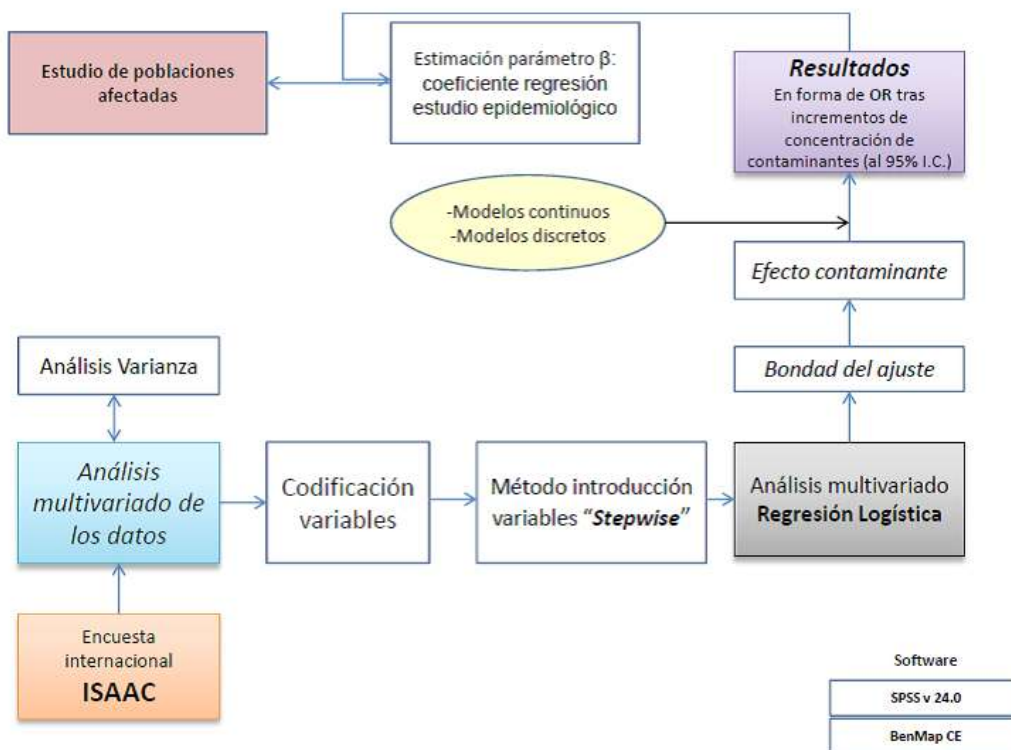 Estudio de poblaciones
afectadas
Estimación parámetro β:
coeficiente regresión
estudio epidemiológico
Resultados
En forma de OR tras
incrementos de
concentración de
contaminantes (al 95% I.C.)
-Modelos continuos
-Modelos discretos
Efecto contaminante
Bondad del ajuste
Análisis Varianza
Análisis
multivariado de
los datos
Codificación
variables
Método introducción
variables “Stepwise”
Análisis multivariado
Regresión Logística
Encuesta
internacional
ISAAC
Software
SPSS v 24.0
BenMap CE